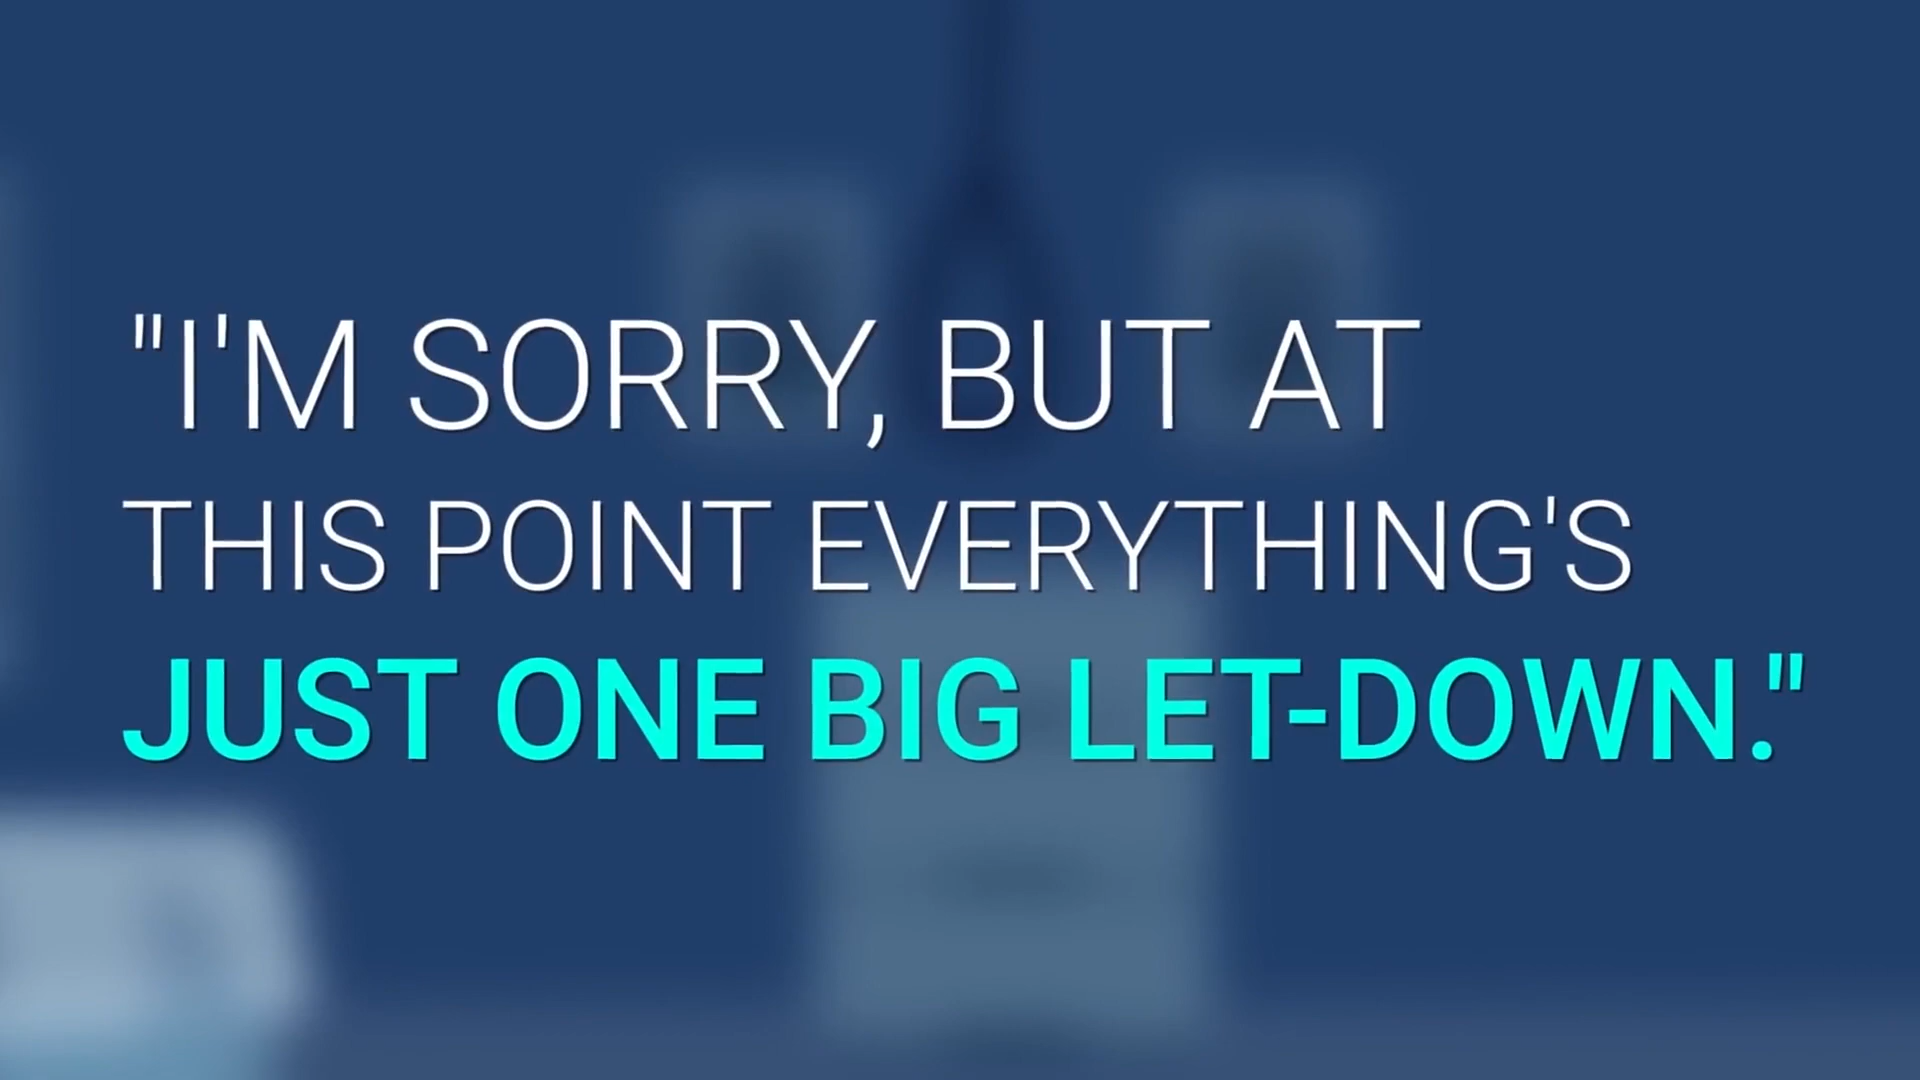 "I'M SORRY, BUT AT
THIS POINT EVERYTHING'S
JUST ONE BIG LET-DOWN."